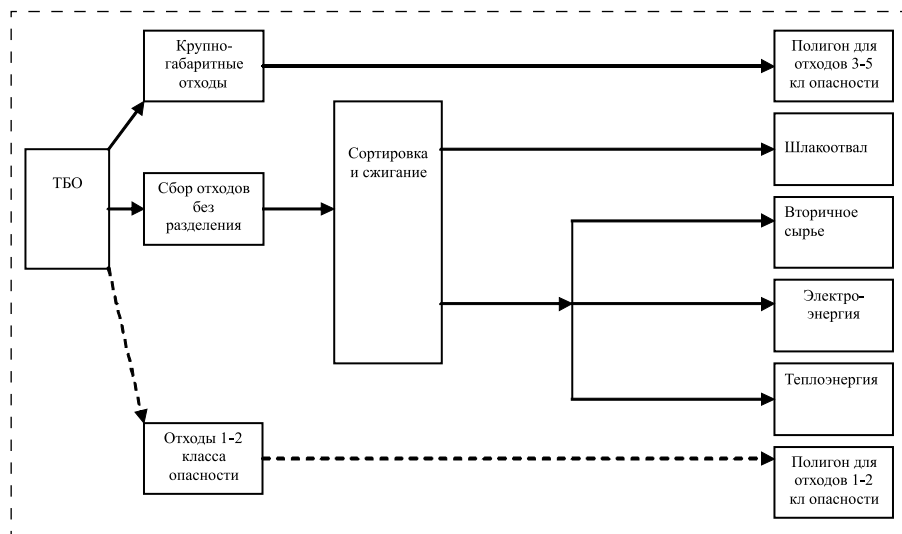 Крупно-
габаритные
отходы
Полигон для
отходов 3-5
кл опасности
ТБО
Сбор отходов
без
разделения
Сортировка
и сжигание
Шлакоотвал
Вторичное
сырье
Электро-
энергия
Теплоэнергия
Отходы 1-2
класса
опасности
Полигон для
отходов 1-2
кл опасности